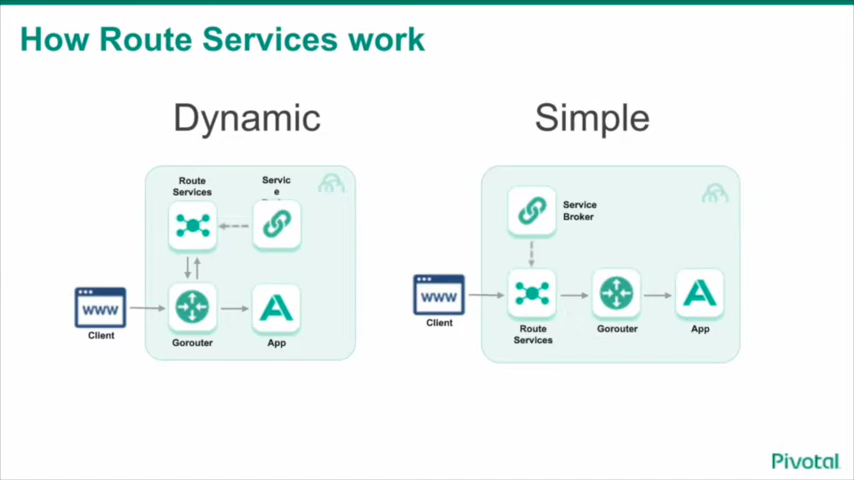 How Route Services work
Dynamic
Simple
Route
Services
Servic
e
Service
Broker
www
Client
Gorouter
App
www
Client
Route
Services
Gorouter
App
Pivotal